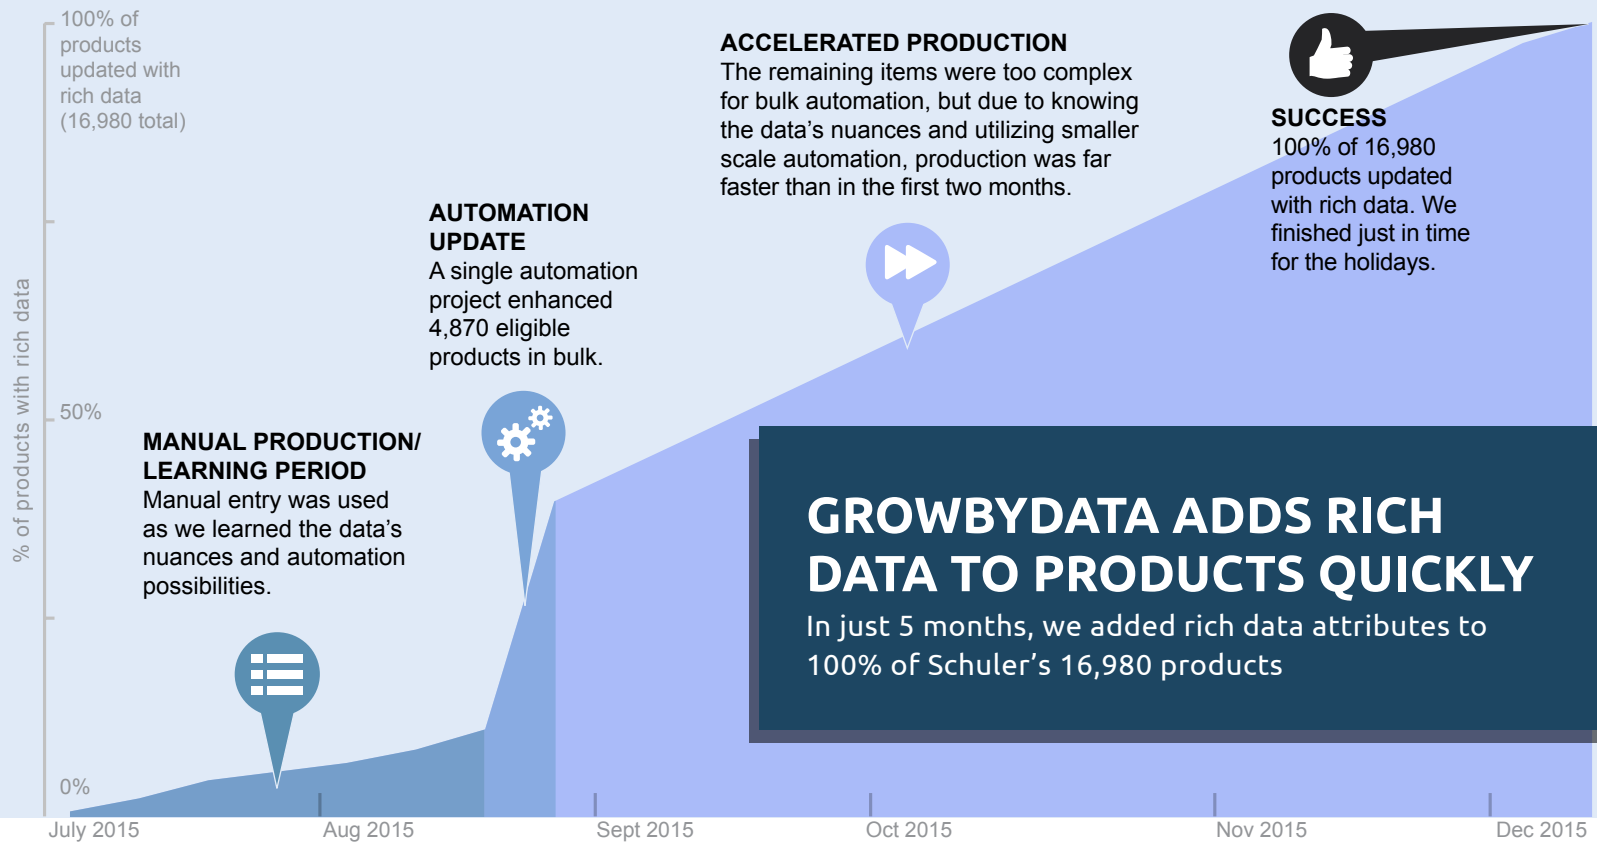 100% of
products
updated with
rich data
(16,980 total)
50%
0%
% of products with rich data
MANUAL PRODUCTION/
LEARNING PERIOD
Manual entry was used
as we learned the data's
nuances and automation
possibilities.
AUTOMATION
UPDATE
A single automation
project enhanced
4,870 eligible
products in bulk.
ACCELERATED PRODUCTION
The remaining items were too complex
for bulk automation, but due to knowing
the data's nuances and utilizing smaller
scale automation, production was far
faster than in the first two months.
SUCCESS
100% of 16,980
products updated
with rich data. We
finished just in time
for the holidays.
GROWBYDATA ADDS RICH
DATA TO PRODUCTS QUICKLY
In just 5 months, we added rich data attributes to
100% of Schuler's 16,980 products
July 2015
Aug 2015
Sept 2015
Oct 2015
Nov 2015
Dec 2015